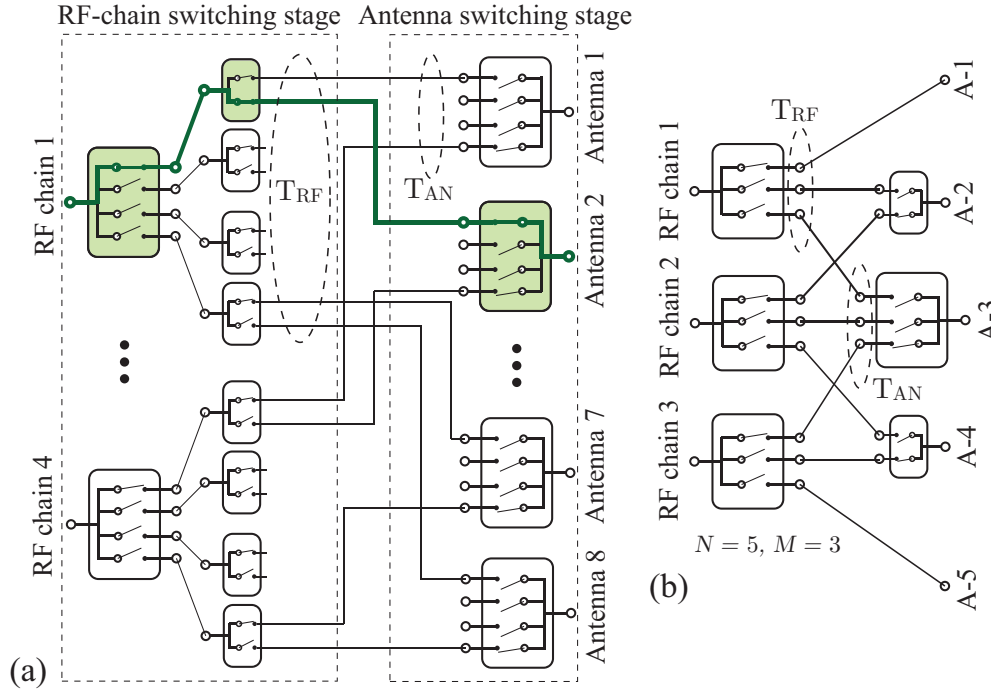 RF-chain switching stage
Antenna switching stage
RF chain 1
RF chain 4
T_RF
T_AN
Antenna 1
Antenna 2
Antenna 7
Antenna 8
(a)
RF chain 1
RF chain 2
RF chain 3
T_RF
T_AN
A-1
A-2
A-3
A-4
A-5
N = 5, M = 3
(b)